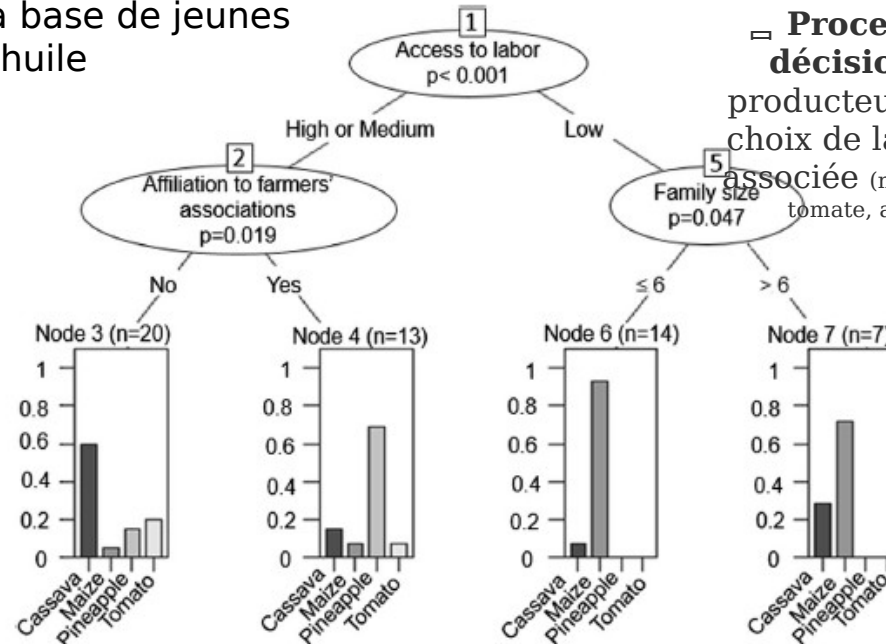 à base de jeunes
huile
Proce
décisio
producteu
choix de la
associée
tomate, a
1
Access to labor
p< 0.001
High or Medium
Low
2
Affiliation to farmers'
associations
p=0.019
5
Family size
p=0.047
No
Yes
≤ 6
> 6
Node 3 (n=20)
1
0.8
0.6
0.4
0.2
0
Cassava
Maize
Pineapple
Tomato
Node 4 (n=13)
1
0.8
0.6
0.4
0.2
0
Cassava
Maize
Pineapple
Tomato
Node 6 (n=14)
1
0.8
0.6
0.4
0.2
0
Cassava
Maize
Pineapple
Tomato
Node 7 (n=7)
1
0.8
0.6
0.4
0.2
0
Cassava
Maize
Pineapple
Tomato